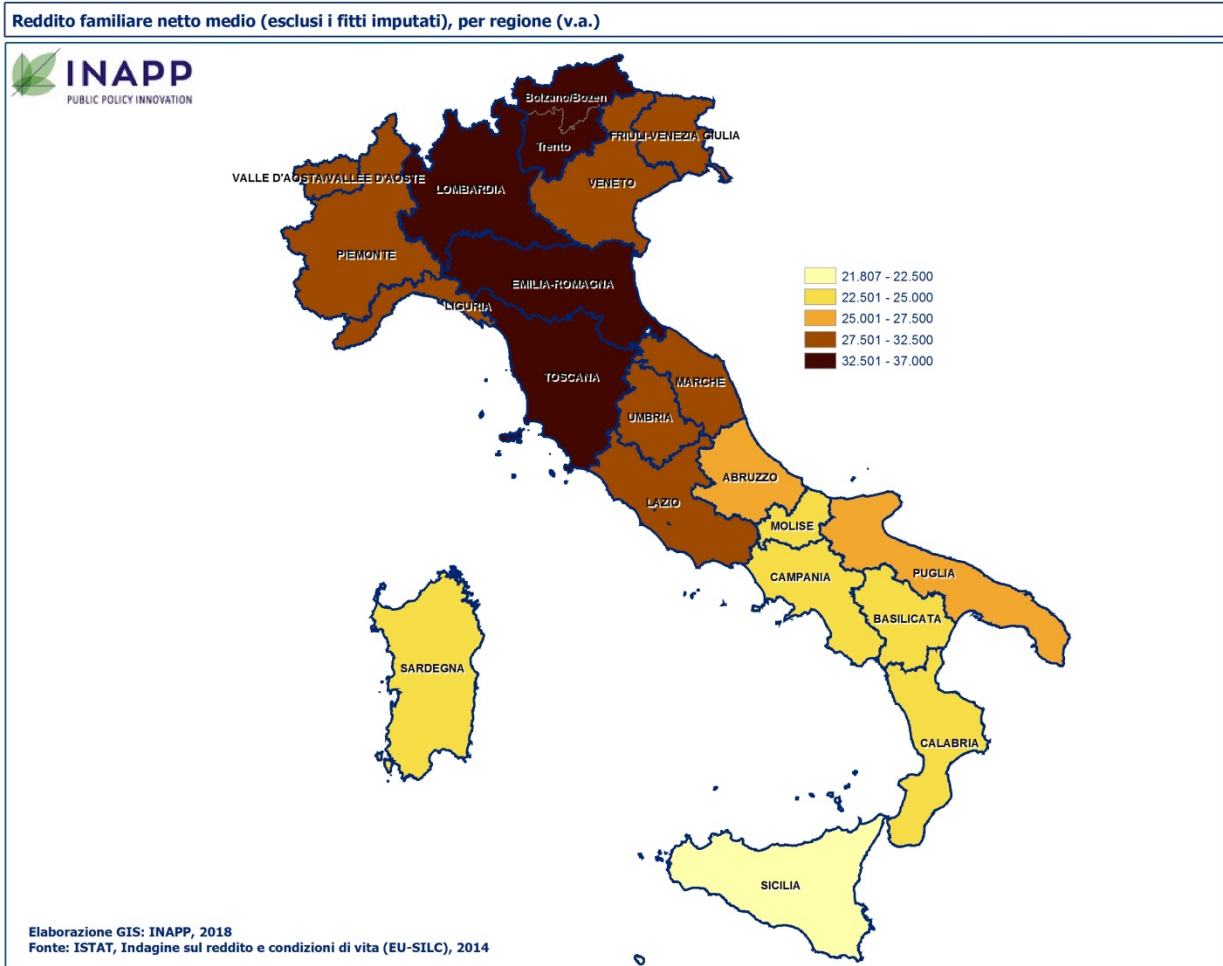 Reddito familiare netto medio (esclusi i fitti imputati), per regione (v.a.)
INAPP
PUBLIC POLICY INNOVATION
Bolzano/Bozen
Trento
FRIULI-VENEZIA GIULIA
VALLE D'AOSTA/VALLÉE D'AOSTE
LOMBARDIA
VENETO
PIEMONTE
EMILIA-ROMAGNA
LIGURIA
TOSCANA
MARCHE
UMBRIA
ABRUZZO
LAZIO
MOLISE
CAMPANIA
PUGLIA
BASILICATA
SARDEGNA
CALABRIA
SICILIA
21.807 - 22.500
22.501 - 25.000
25.001 - 27.500
27.501 - 32.500
32.501 - 37.000
Elaborazione GIS: INAPP, 2018
Fonte: ISTAT, Indagine sul reddito e condizioni di vita (EU-SILC), 2014